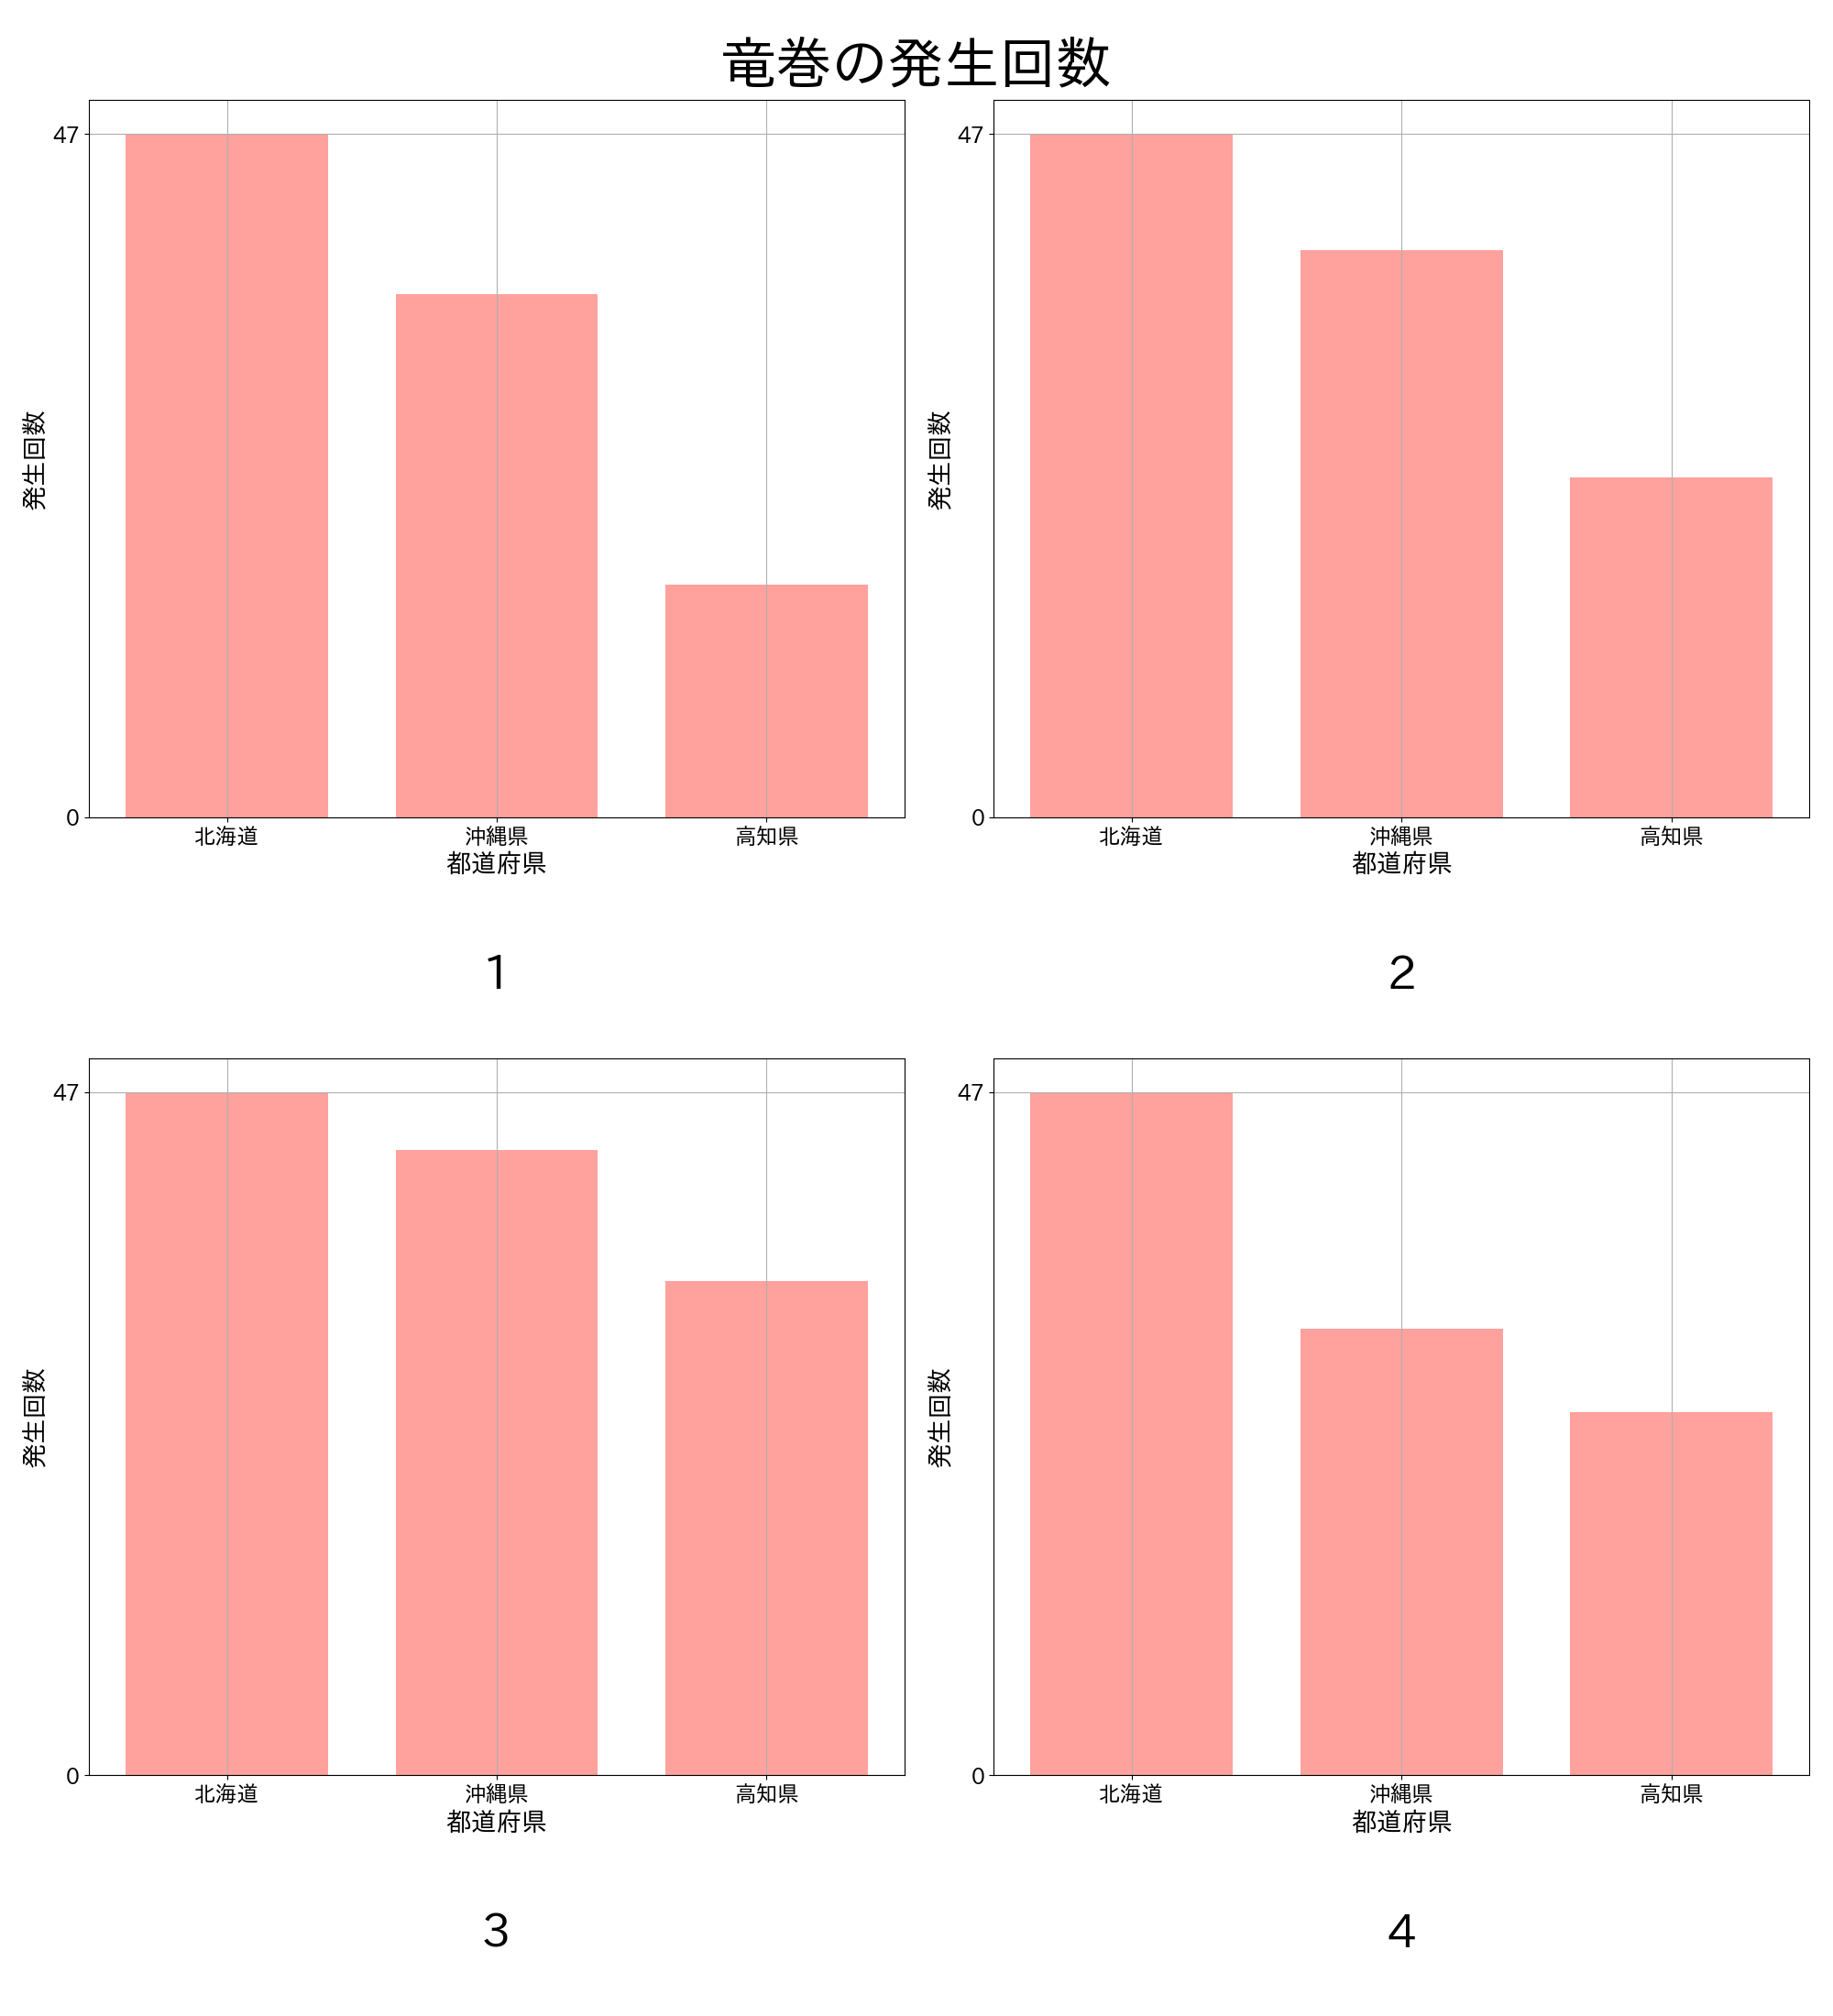 竜巻の発生回数
47
0
発生回数
北海道 沖縄県 高知県
都道府県
1
47
0
発生回数
北海道 沖縄県 高知県
都道府県
2
47
0
発生回数
北海道 沖縄県 高知県
都道府県
3
47
0
発生回数
北海道 沖縄県 高知県
都道府県
4